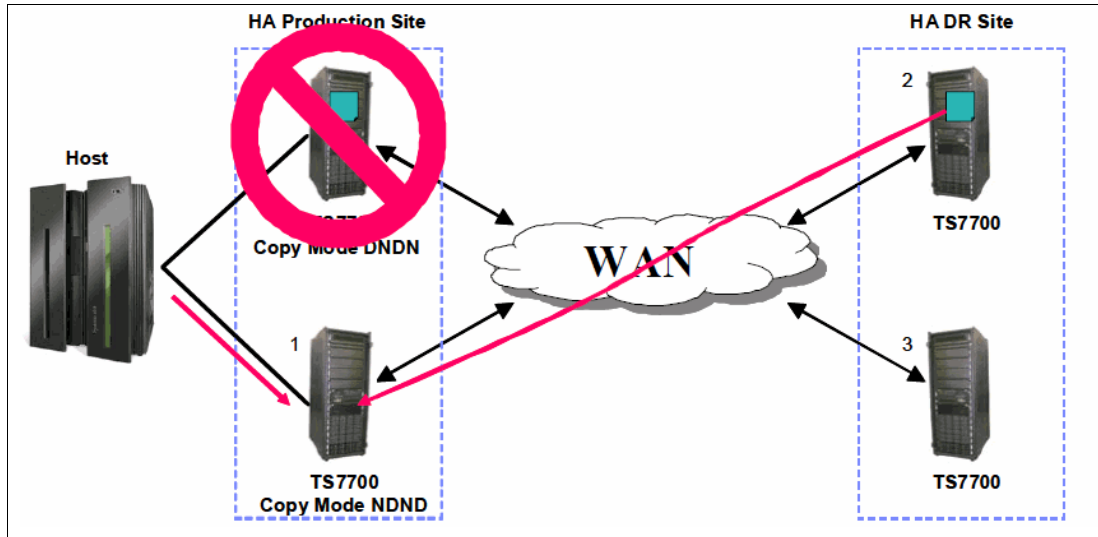 HA Production Site
HA DR Site
Host
2
TS7700
Copy Mode DNDN
WAN
1
3
TS7700
Copy Mode NDND
TS7700